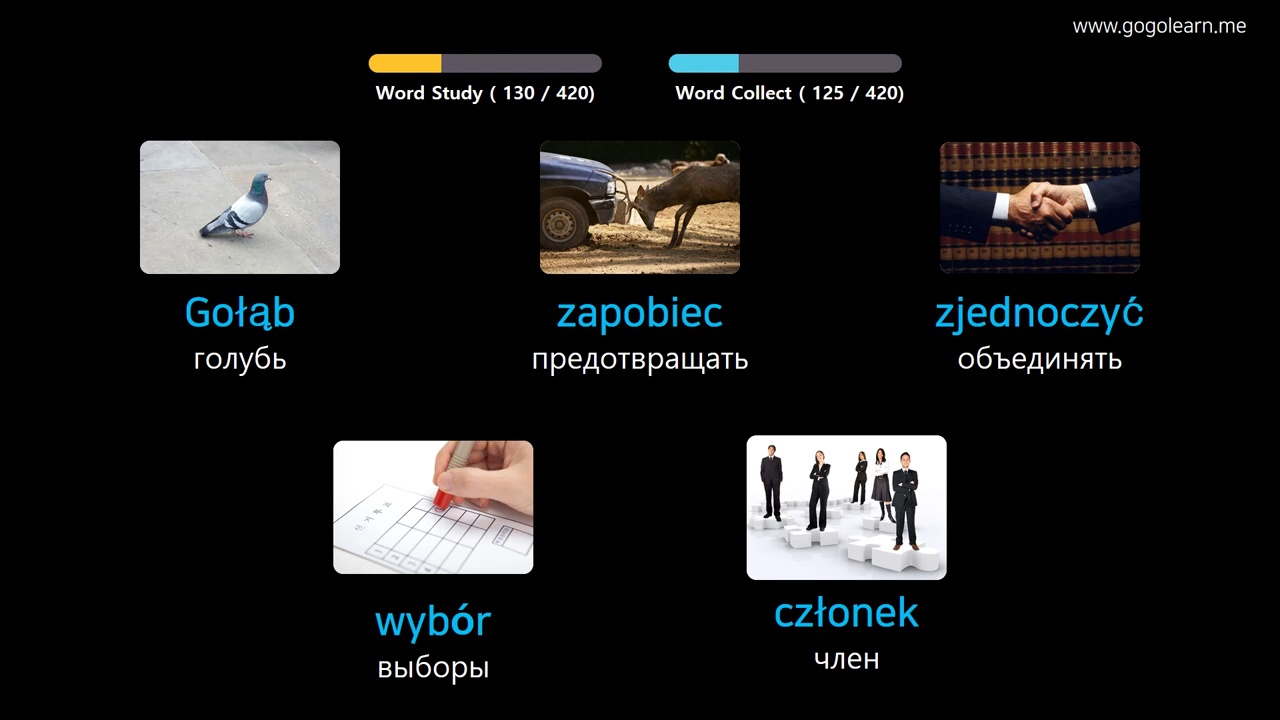 www.gogolearn.me
Word Study ( 130 / 420)
Word Collect ( 125 / 420)
Gołąb
голубь
zapobiec
предотвращать
zjednoczyć
объединять
wybór
выборы
członek
член